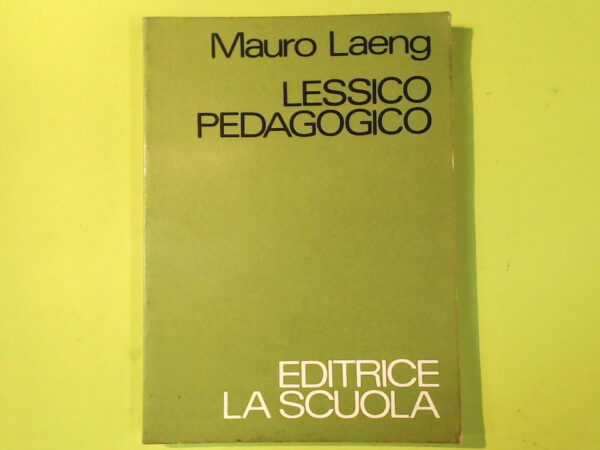 Mauro Laeng
LESSICO
PEDAGOGICO
EDITRICE
LA SCUOLA